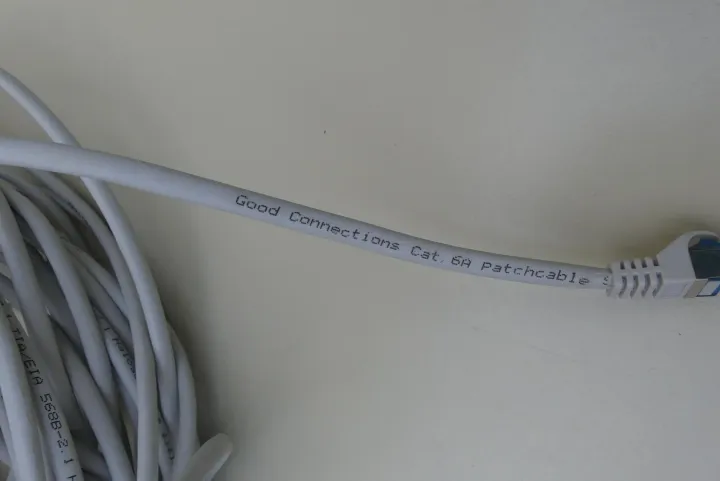 Good Connections Cat.6A Patchcable
TIA/EIA 568B-2.1